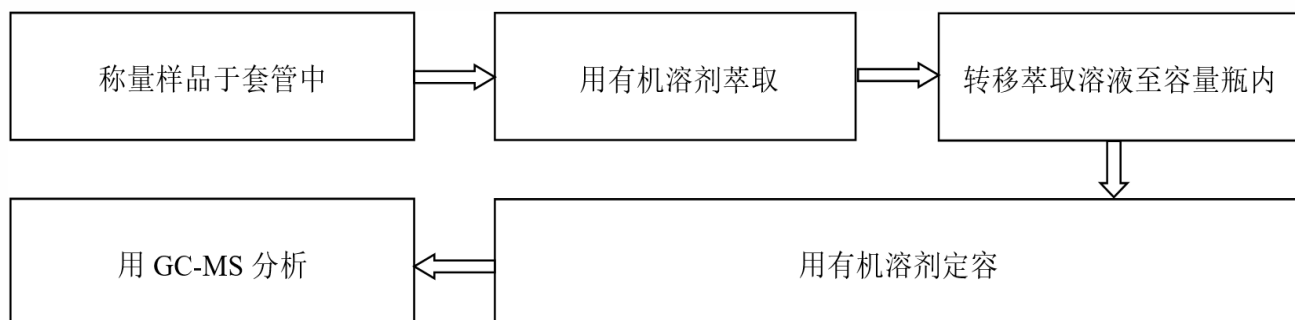 称量样品于套管中
用有机溶剂萃取
转移萃取溶液至容量瓶内
用有机溶剂定容
用 GC-MS 分析